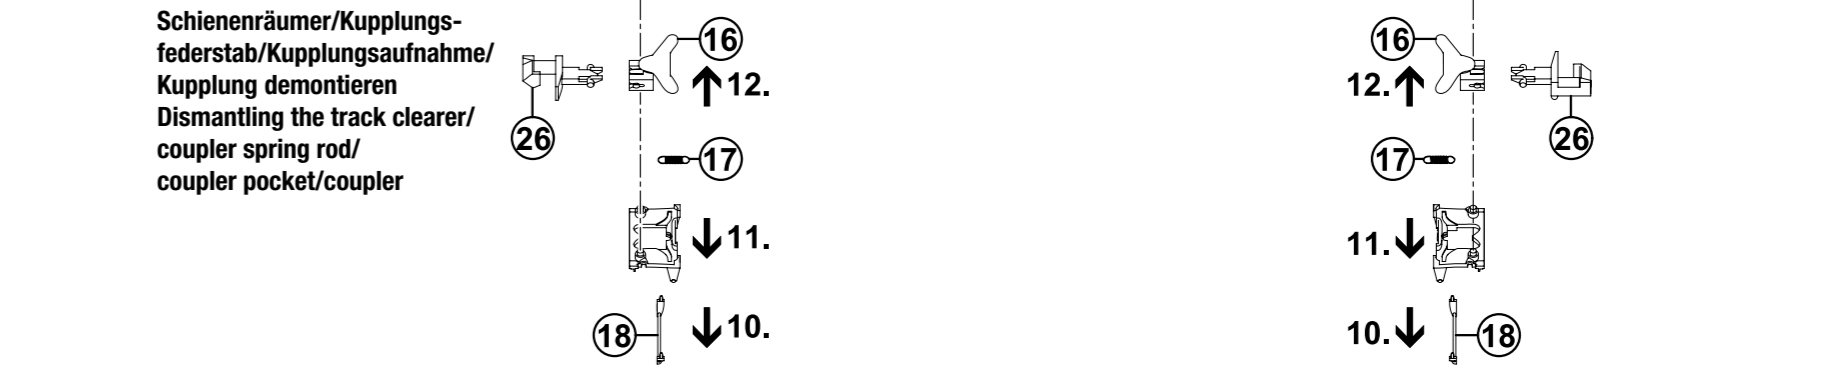 Schienenräumer/Kupplungs-
federstab/Kupplungsaufnahme/
Kupplung demontieren
Dismantling the track clearer/
coupler spring rod/
coupler pocket/coupler
16
12.
26
17
11.
18
10.
16
12.
26
17
11.
10.
18